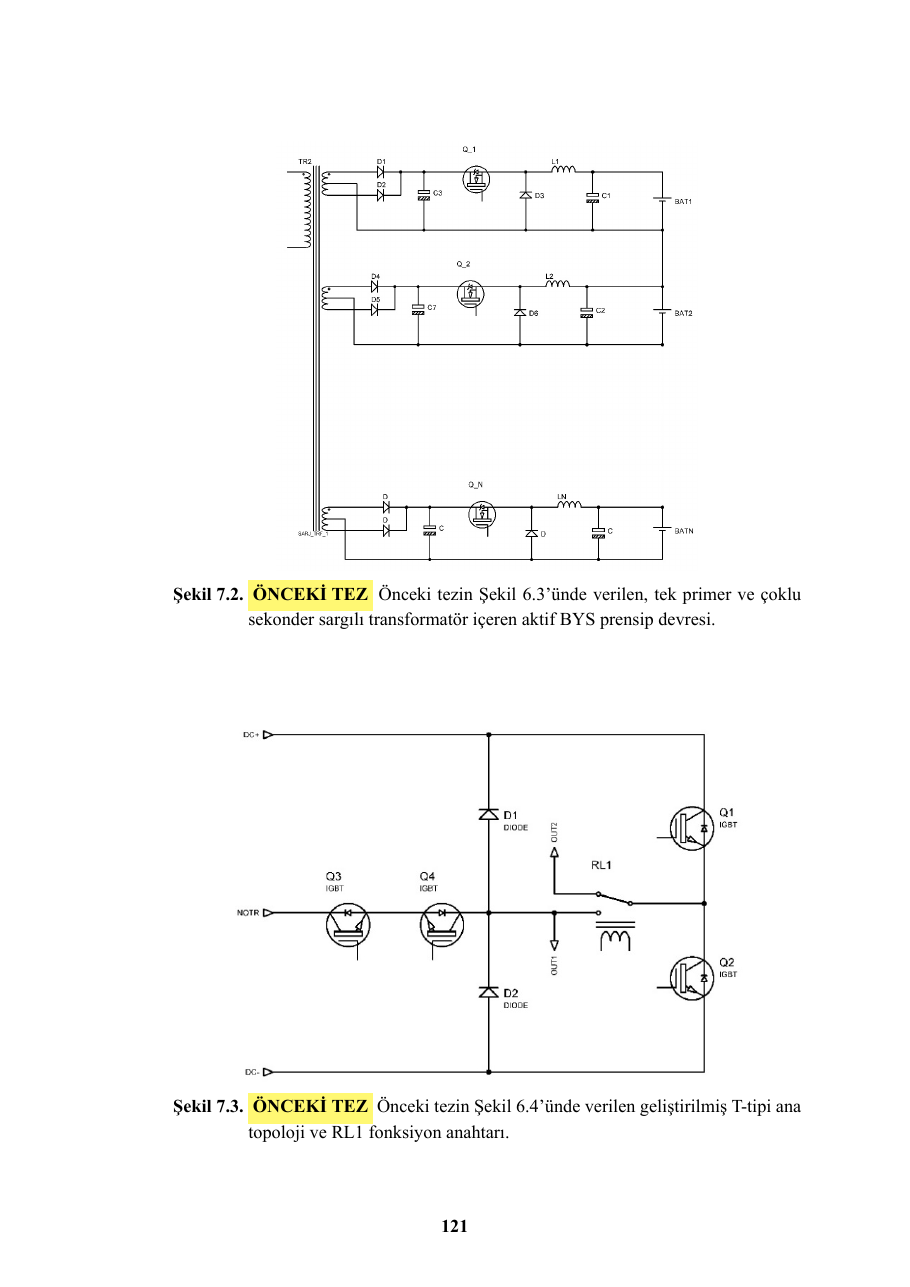 Q_1
TR2
D1
L1
D2
C3
D3
C1
BAT1
Q_2
D4
L2
D5
C7
D6
C2
BAT2
Q_N
D
LN
D
C
D
C
BATN
SARJ_TRF_1
Şekil 7.2. ÖNCEKİ TEZ Önceki tezin Şekil 6.3’ünde verilen, tek primer ve çoklu
sekonder sargılı transformatör içeren aktif BYS prensip devresi.
DC+
D1
DIODE
OUT2
Q1
IGBT
RL1
Q3
IGBT
Q4
IGBT
NOTR
OUT1
Q2
IGBT
D2
DIODE
DC-
Şekil 7.3. ÖNCEKİ TEZ Önceki tezin Şekil 6.4’ünde verilen geliştirilmiş T-tipi ana
topoloji ve RL1 fonksiyon anahtarı.
121